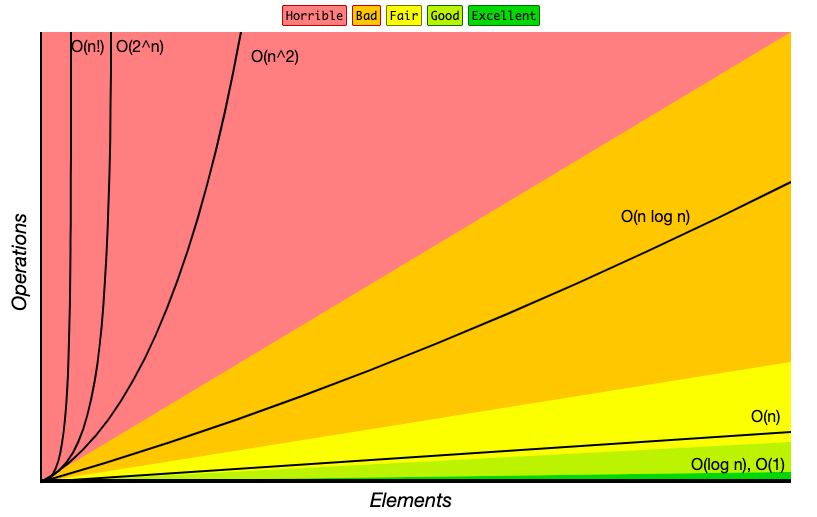 Horrible Bad Fair Good Excellent
O(n!) O(2^n)
O(n^2)
O(n log n)
Operations
O(n)
O(log n), O(1)
Elements